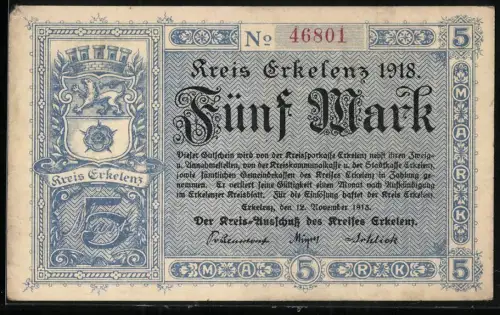 No 46801
5
Kreis Erkelenz 1918.
Fünf Mark
Dieser Gutschein wird von der Kreissparkasse Erkelenz nebst ihren Zweig-
u. Annahmestellen, von der Kreiskommunalkasse u. der Stadtkasse Erkelenz
sowie sämtlichen Gemeindekassen des Kreises Erkelenz in Zahlung ge-
nommen. Er verliert seine Gültigkeit einen Monat nach Aufkündigung
im Erkelenzer Kreisblatt. Für die Einlösung haftet der Kreis Erkelenz.
Erkelenz, den 12. November 1918.
Der Kreis-Ausschuß des Kreises Erkelenz.
Kreis Erkelenz
5
MARK
5
M A 5 R K